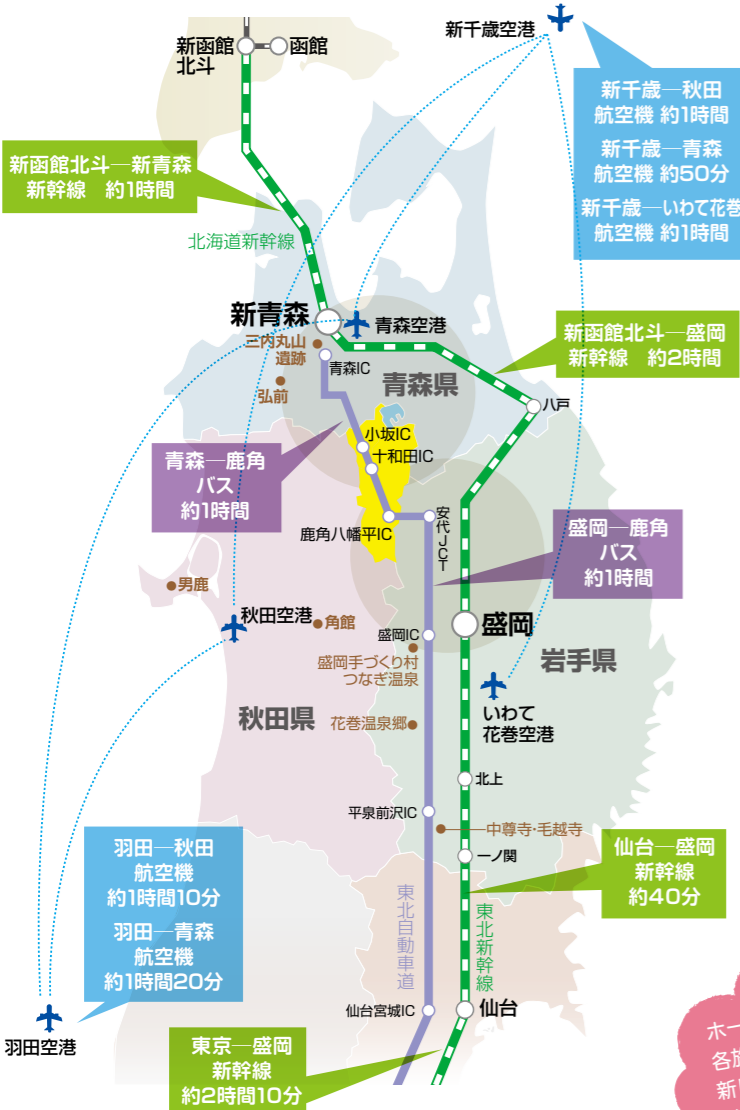 新函館
北斗
函館
新千歳空港
新千歳―秋田
航空機 約1時間
新千歳―青森
航空機 約50分
新千歳―いわて花巻
航空機 約1時間
新函館北斗―新青森
新幹線 約1時間
北海道新幹線
新青森
青森空港
三内丸山
遺跡
青森IC
弘前
青森県
新函館北斗―盛岡
新幹線 約2時間
八戸
小坂IC
十和田IC
青森―鹿角
バス
約1時間
鹿角八幡平IC
安代JCT
盛岡―鹿角
バス
約1時間
男鹿
秋田空港
角館
盛岡IC
盛岡
盛岡手づくり村
つなぎ温泉
岩手県
秋田県
花巻温泉郷
いわて
花巻空港
北上
平泉前沢IC
中尊寺・毛越寺
一ノ関
羽田―秋田
航空機
約1時間10分
羽田―青森
航空機
約1時間20分
仙台―盛岡
新幹線
約40分
東北自動車道
東北新幹線
仙台宮城IC
仙台
羽田空港
東京―盛岡
新幹線
約2時間10分
ホー
各施
新